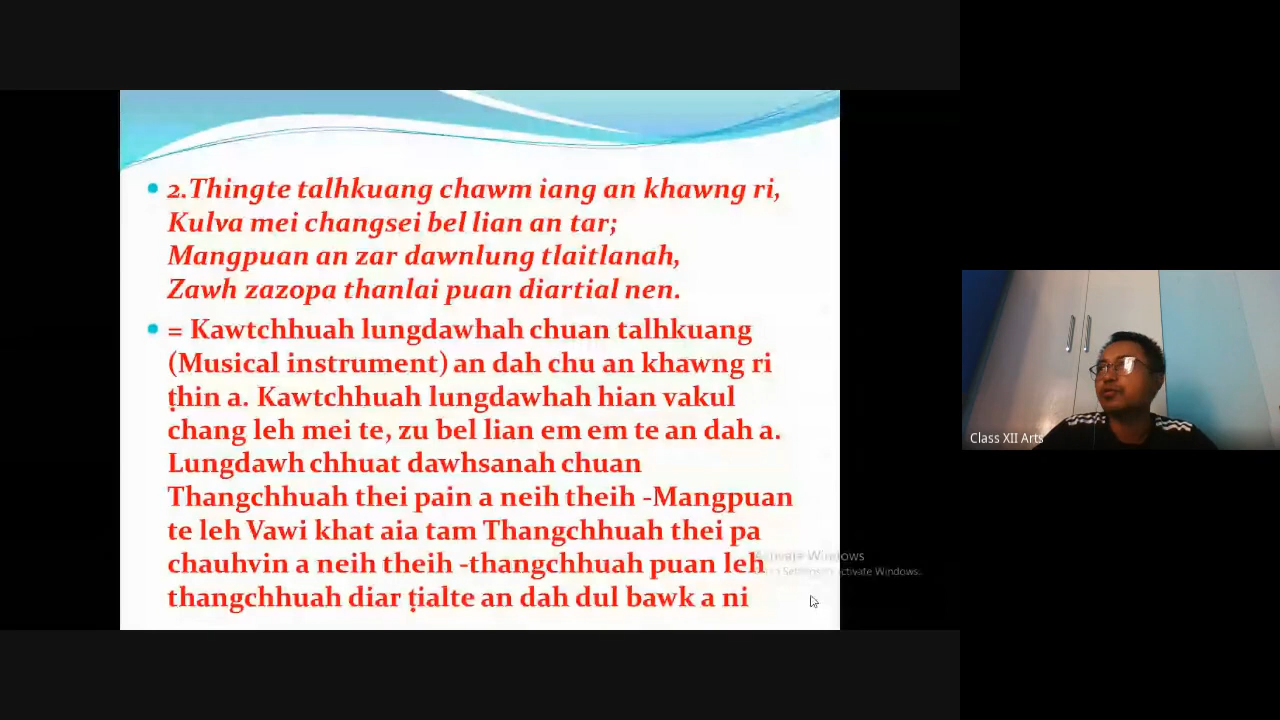 2.Thingte talhkuang chawm iang an khawng ri,
Kulva mei changsei bel lian an tar;
Mangpuan an zar dawnlung tlaitlanah,
Zawh zazopa thanlai puan diartial nen.
= Kawtchhuah lungdawhah chuan talhkuang
(Musical instrument) an dah chu an khawng ri
ṭhin a. Kawtchhuah lungdawhah hian vakul
chang leh mei te, zu bel lian em em te an dah a.
Lungdawh chhuat dawhsanah chuan
Thangchhuah thei pain a neih theih -Mangpuan
te leh Vawi khat aia tam Thangchhuah thei pa
chauhvin a neih theih -thangchhuah puan leh
thangchhuah diar ṭialte an dah dul bawk a ni
Activate Windows
Activate Windows.
Class XII Arts